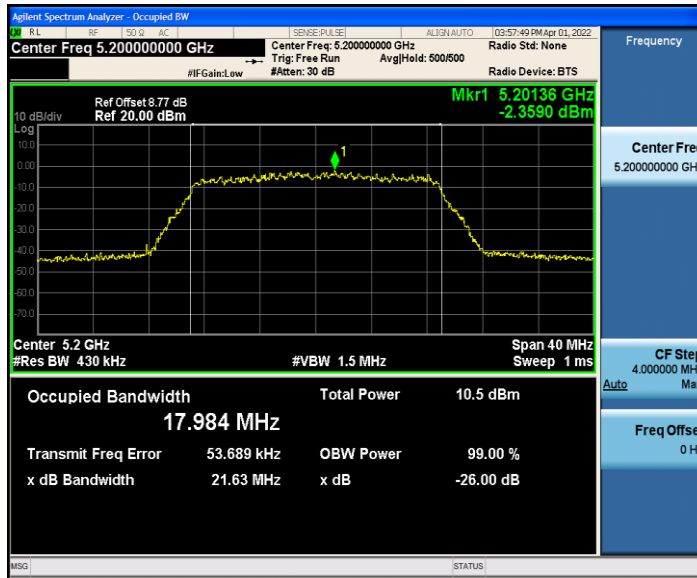 Agilent Spectrum Analyzer - Occupied BW
RL RF 50 Ω AC SENSE:PULSE ALIGN AUTO 03:57:49 PM Apr 01, 2022
Center Freq 5.200000000 GHz
Center Freq: 5.200000000 GHz
Radio Std: None
Trig: Free Run Avg|Hold: 500/500
#IFGain:Low
#Atten: 30 dB
Radio Device: BTS
Frequency
Mkr1 5.20136 GHz
-2.3590 dBm
Ref Offset 8.77 dB
10 dB/div Ref 20.00 dBm
Log
10.0
0.00
-10.0
-20.0
-30.0
-40.0
-50.0
-60.0
-70.0
1
Center 5.2 GHz Span 40 MHz
#Res BW 430 kHz #VBW 1.5 MHz Sweep 1 ms
Occupied Bandwidth Total Power 10.5 dBm
17.984 MHz
Transmit Freq Error 53.689 kHz OBW Power 99.00 %
x dB Bandwidth 21.63 MHz x dB -26.00 dB
Center Fre
5.200000000 GH
CF Step
4.000000 MH
Auto Ma
Freq Offse
0 H
MSG STATUS